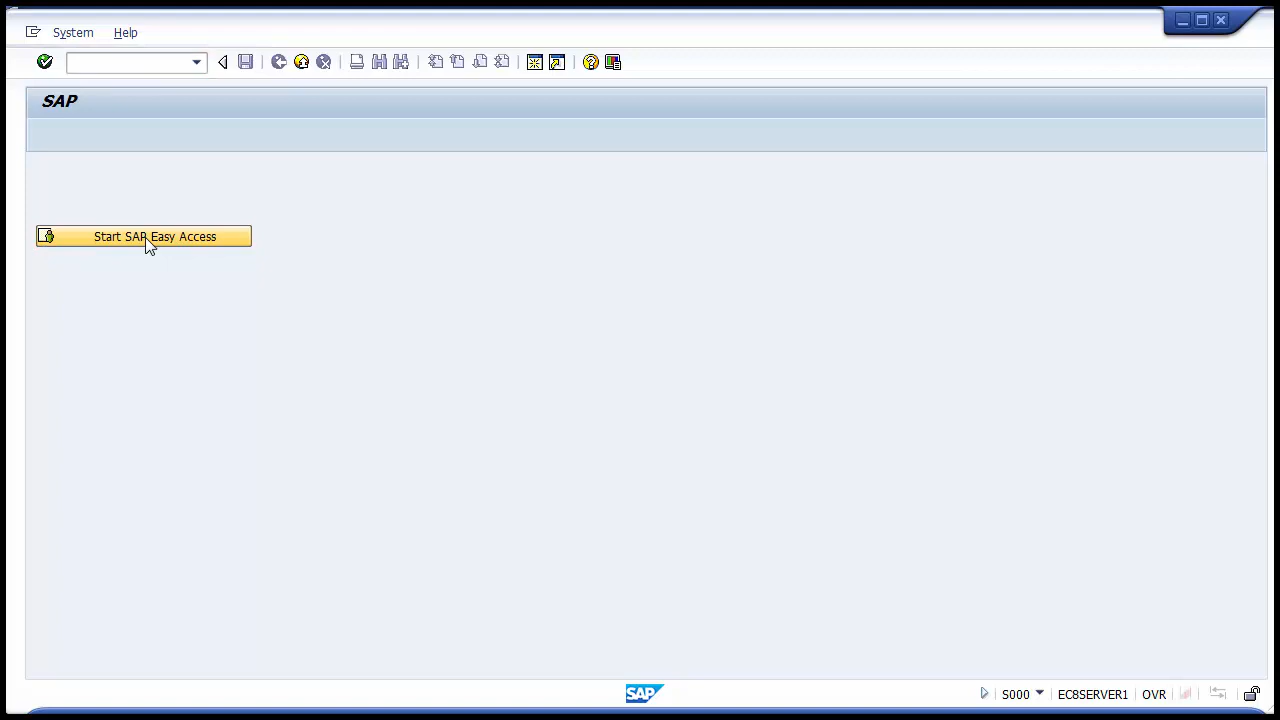 System Help
SAP
Start SAP Easy Access
SAP
S000 EC8SERVER1 OVR